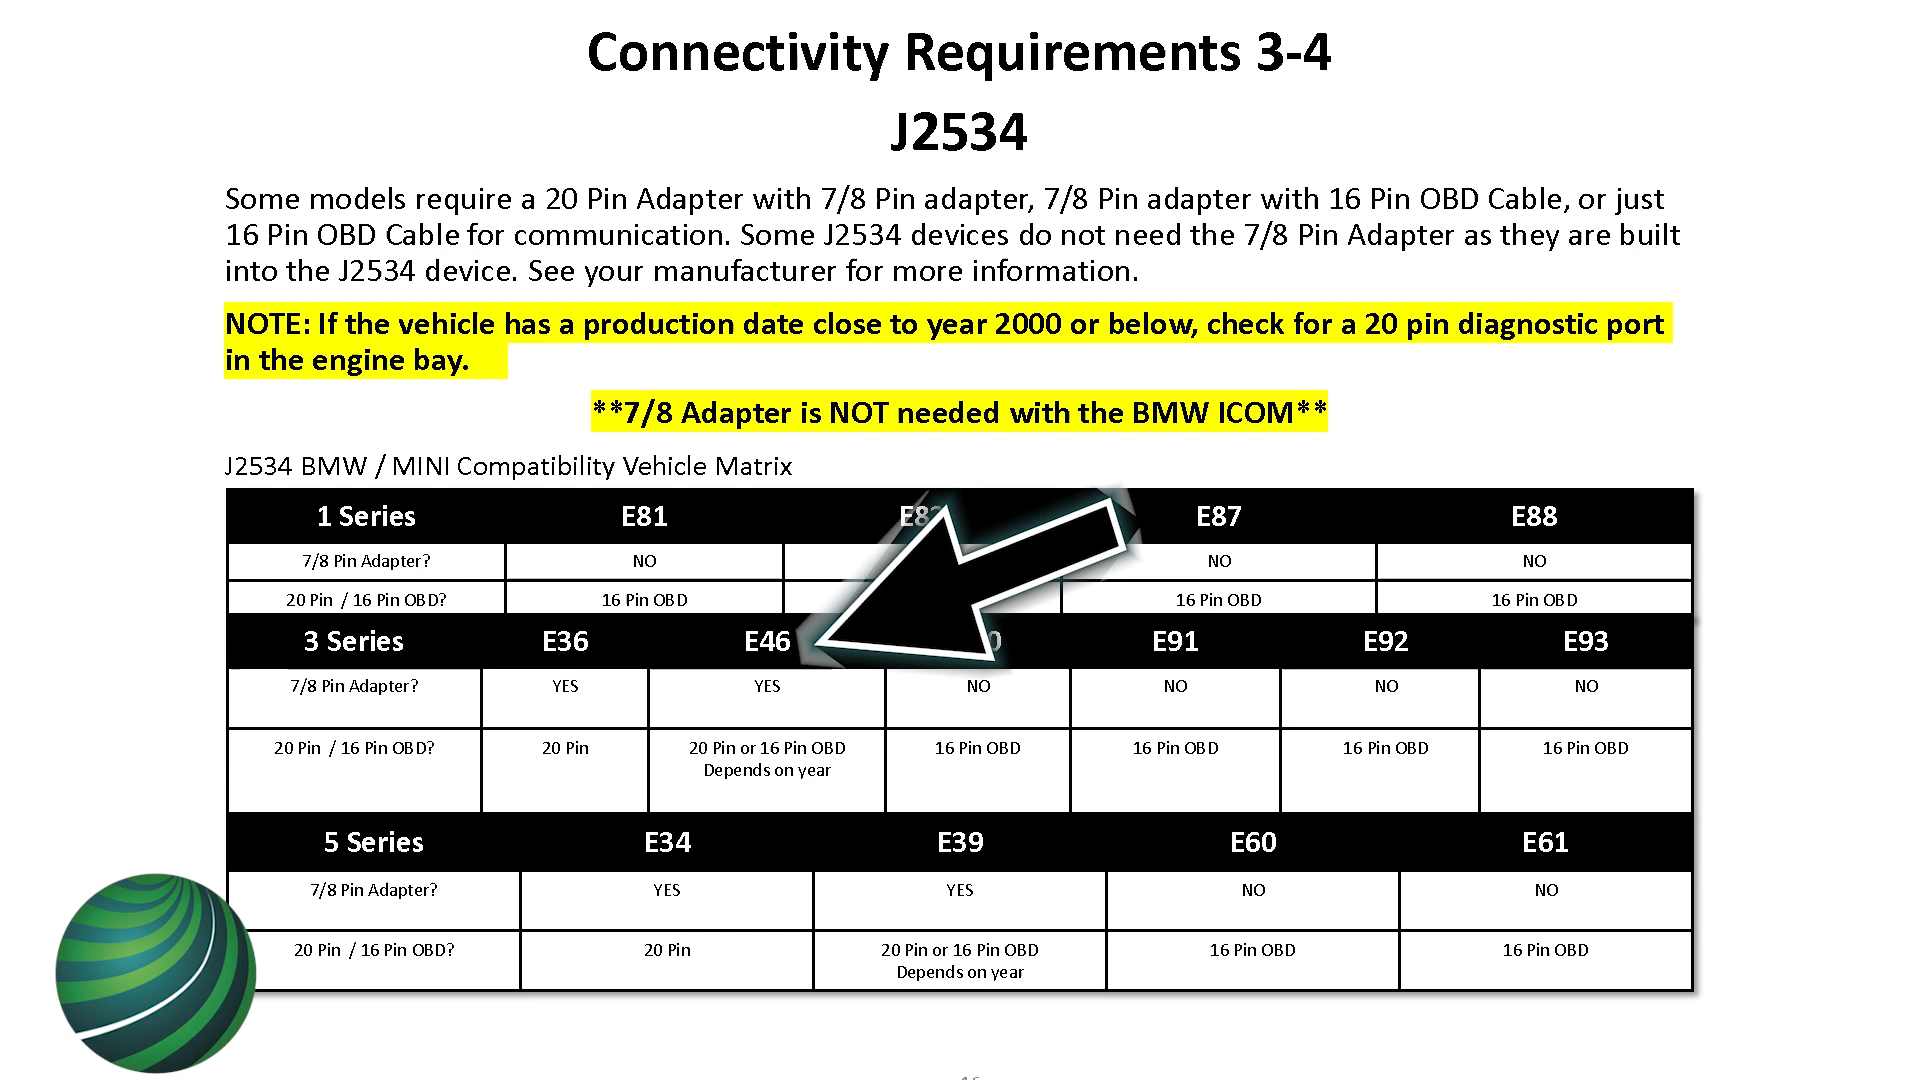 Connectivity Requirements 3-4
J2534
Some models require a 20 Pin Adapter with 7/8 Pin adapter, 7/8 Pin adapter with 16 Pin OBD Cable, or just
16 Pin OBD Cable for communication. Some J2534 devices do not need the 7/8 Pin Adapter as they are built
into the J2534 device. See your manufacturer for more information.
NOTE: If the vehicle has a production date close to year 2000 or below, check for a 20 pin diagnostic port
in the engine bay.
**7/8 Adapter is NOT needed with the BMW ICOM**
J2534 BMW / MINI Compatibility Vehicle Matrix
1 Series E81 E87 E88
7/8 Pin Adapter? NO NO NO
20 Pin / 16 Pin OBD? 16 Pin OBD 16 Pin OBD 16 Pin OBD
3 Series E36 E46 E91 E92 E93
7/8 Pin Adapter? YES YES NO NO NO NO
20 Pin / 16 Pin OBD? 20 Pin 20 Pin or 16 Pin OBD 16 Pin OBD 16 Pin OBD 16 Pin OBD 16 Pin OBD
Depends on year
5 Series E34 E39 E60 E61
7/8 Pin Adapter? YES YES NO NO
20 Pin / 16 Pin OBD? 20 Pin 20 Pin or 16 Pin OBD 16 Pin OBD 16 Pin OBD
Depends on year